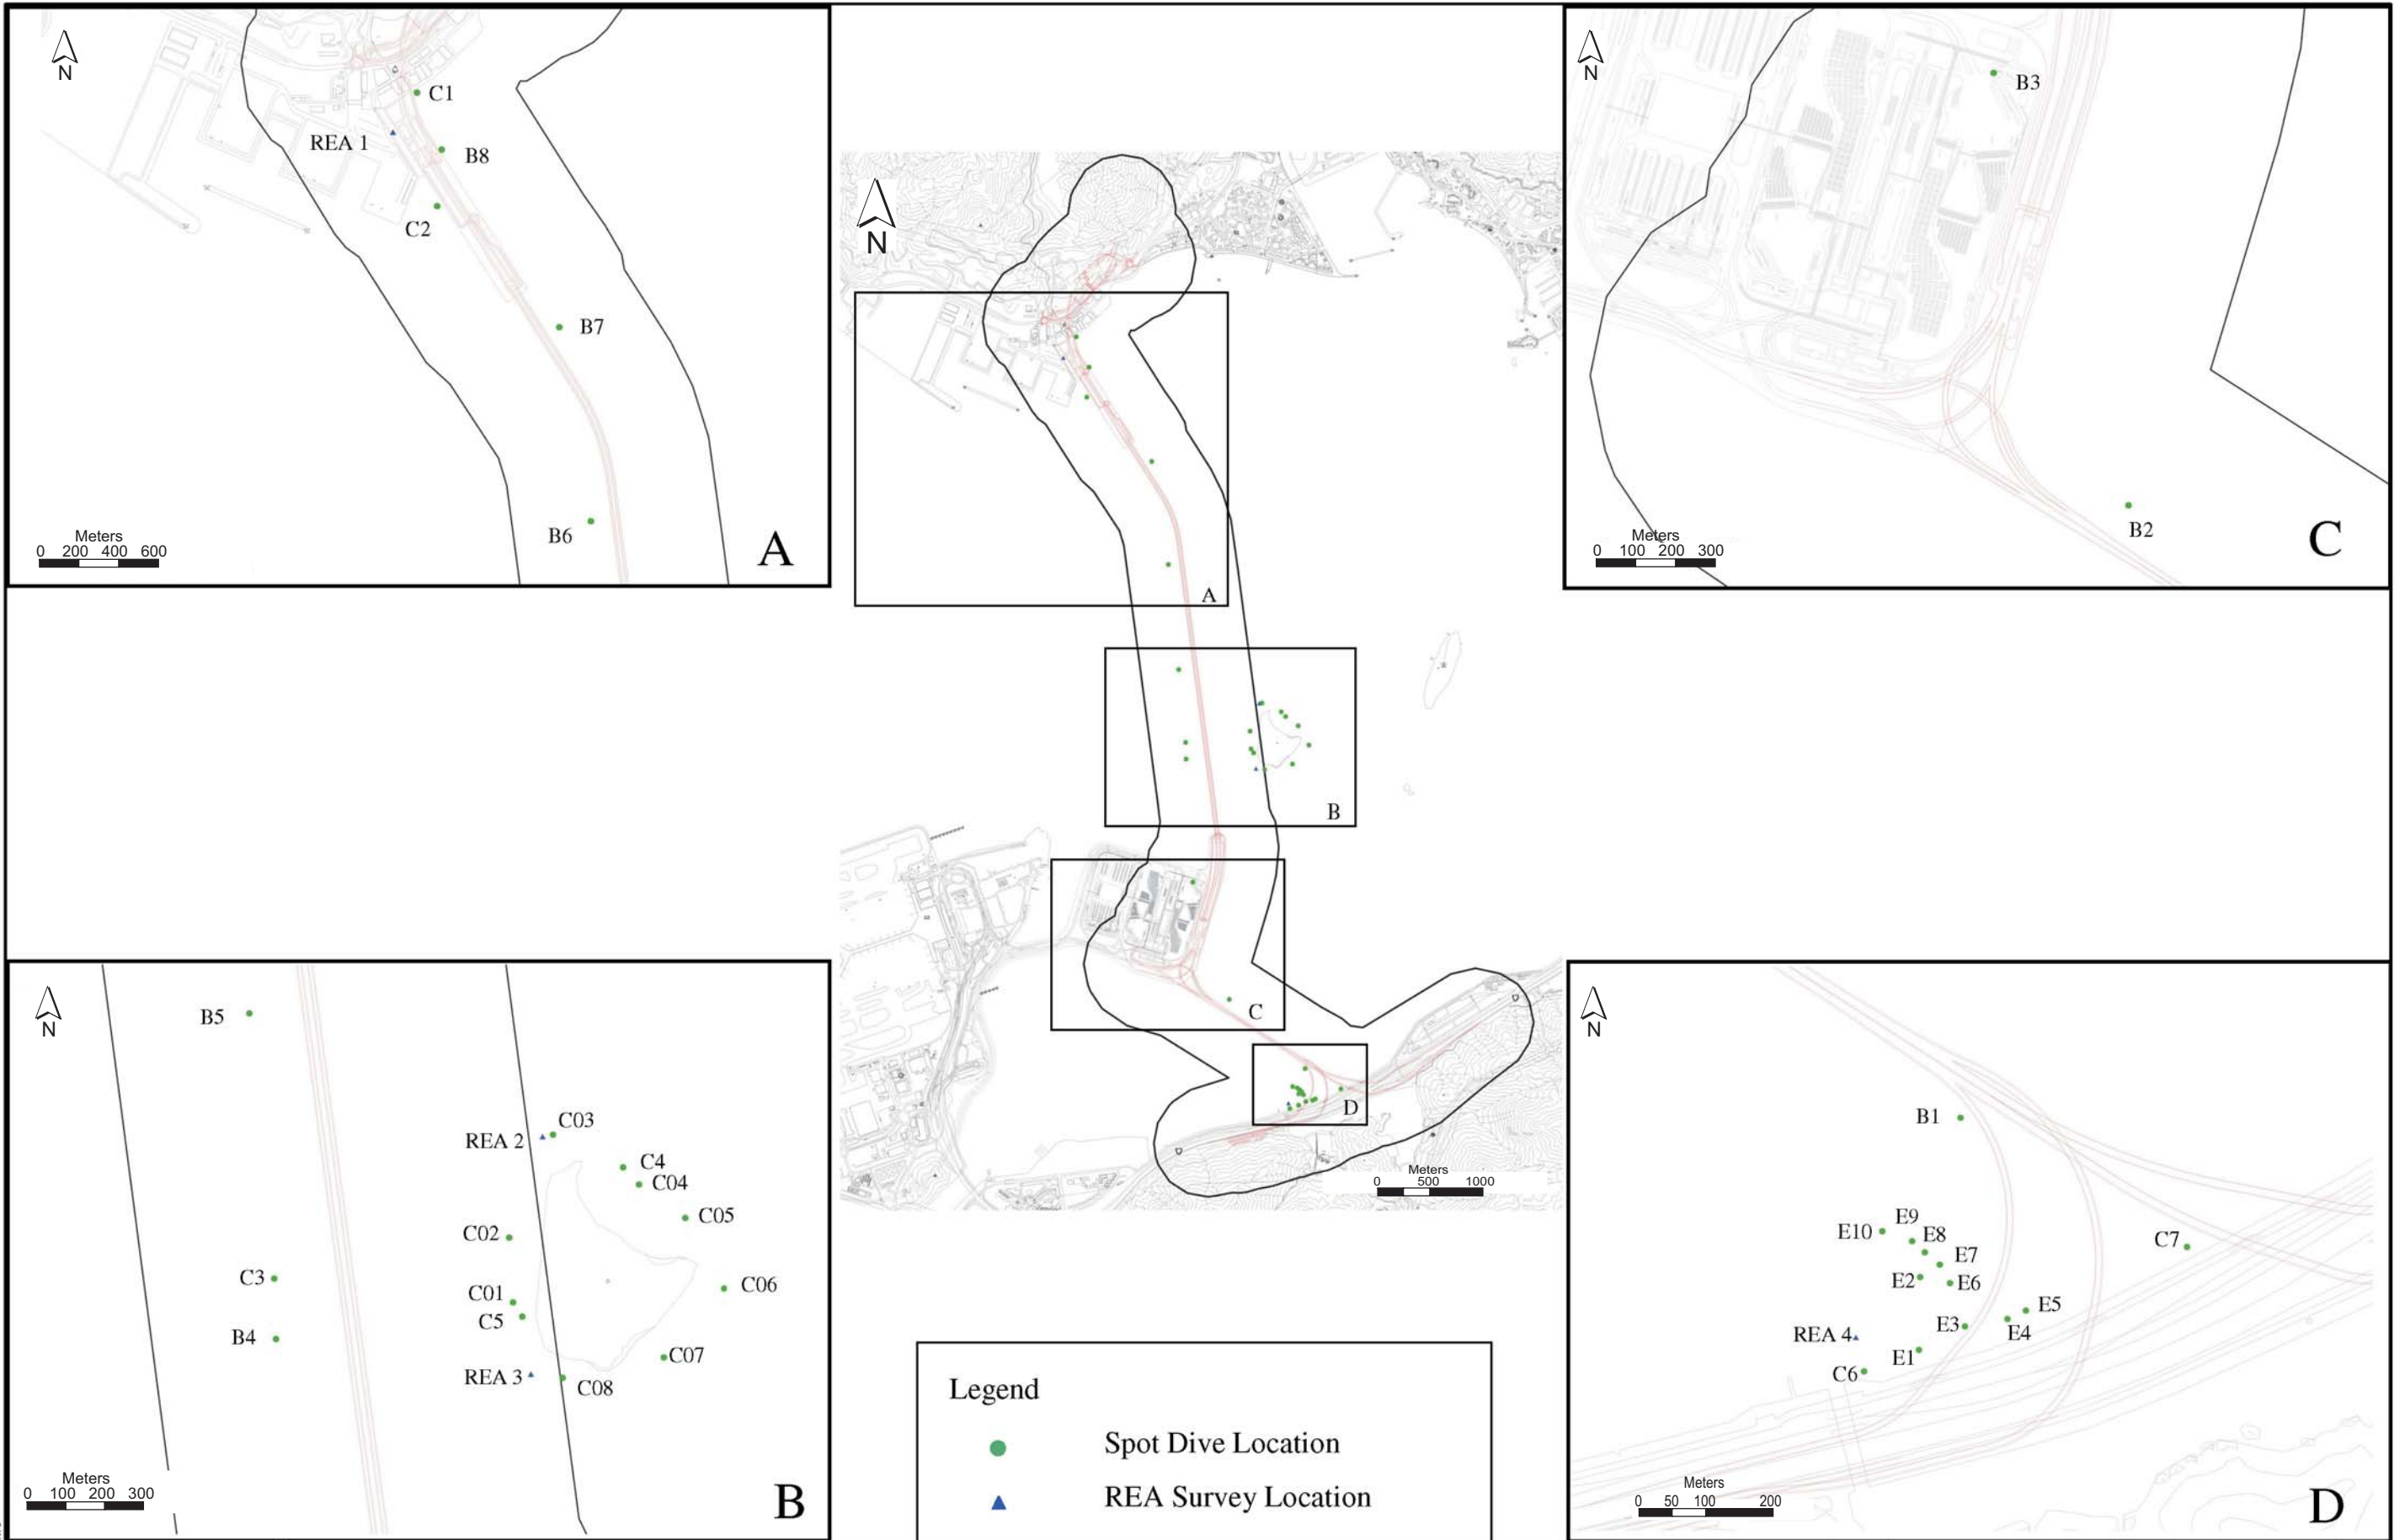 N
C1
REA 1
B8
C2
B7
B6
Meters
0 200 400 600
A
N
A
B
C
D
Meters
0 500 1000
N
B3
B2
Meters
0 100 200 300
C
N
B5
C03
REA 2
C4
C04
C05
C02
C3
C01
C06
C5
B4
C07
REA 3
C08
Meters
0 100 200 300
B
Legend
Spot Dive Location
REA Survey Location
N
B1
E9
E10
E8
C7
E7
E2
E6
E5
E3
E4
REA 4
E1
C6
Meters
0 50 100 200
D